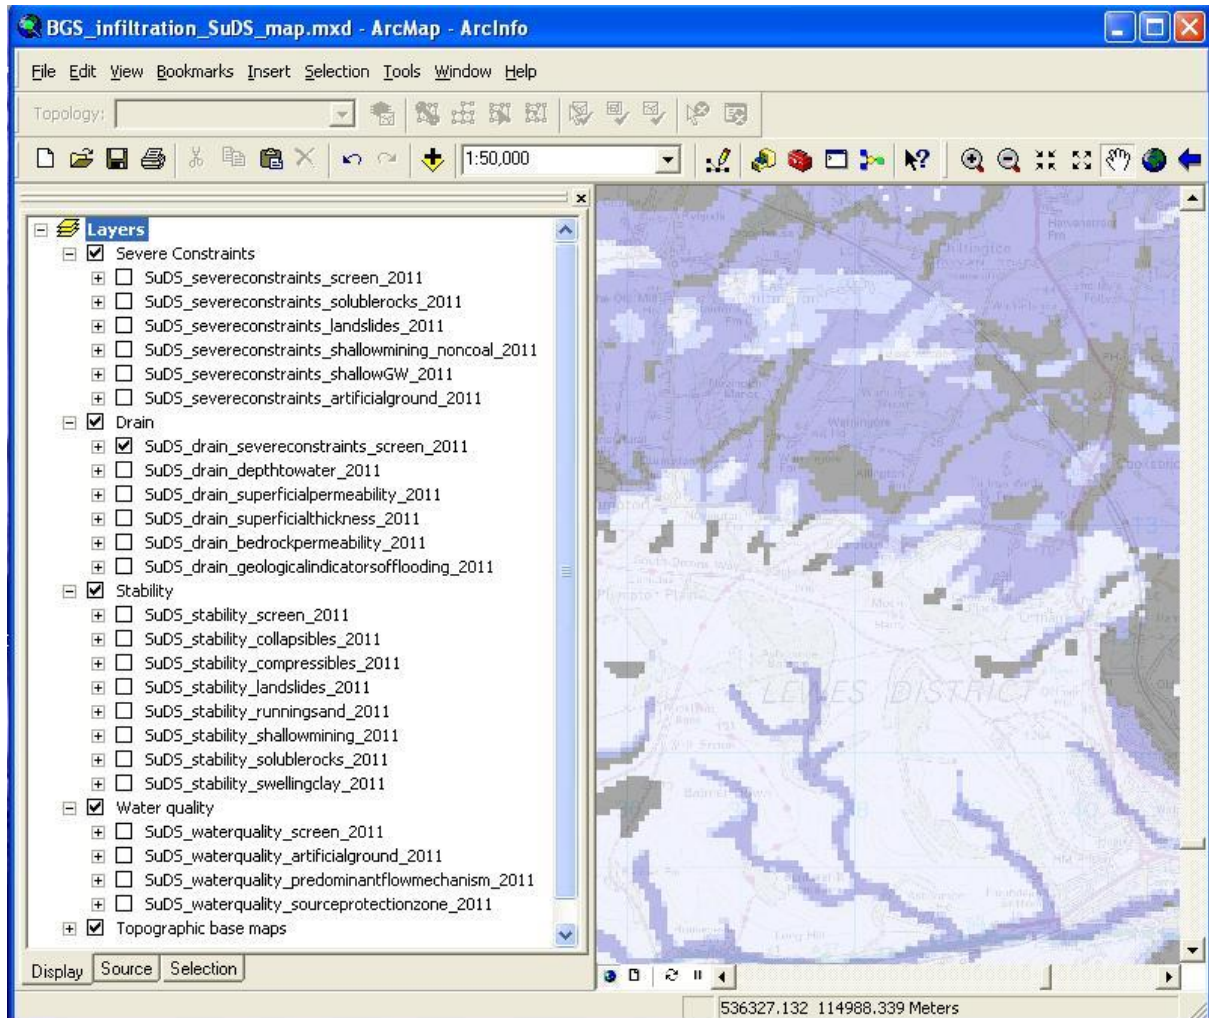 BGS_infiltration_SuDS_map.mxd - ArcMap - ArcInfo
File Edit View Bookmarks Insert Selection Tools Window Help
Topology:
1:50,000
Layers
Severe Constraints
SuDS_severeconstraints_screen_2011
SuDS_severeconstraints_solublerocks_2011
SuDS_severeconstraints_landslides_2011
SuDS_severeconstraints_shallowmining_noncoal_2011
SuDS_severeconstraints_shallowGW_2011
SuDS_severeconstraints_artificialground_2011
Drain
SuDS_drain_severeconstraints_screen_2011
SuDS_drain_depthtowater_2011
SuDS_drain_superficialpermeability_2011
SuDS_drain_superficialthickness_2011
SuDS_drain_bedrockpermeability_2011
SuDS_drain_geologicalindicatorsofflooding_2011
Stability
SuDS_stability_screen_2011
SuDS_stability_collapsibles_2011
SuDS_stability_compressibles_2011
SuDS_stability_landslides_2011
SuDS_stability_runningsand_2011
SuDS_stability_shallowmining_2011
SuDS_stability_solublerocks_2011
SuDS_stability_swellingclay_2011
Water quality
SuDS_waterquality_screen_2011
SuDS_waterquality_artificialground_2011
SuDS_waterquality_predominantflowmechanism_2011
SuDS_waterquality_sourceprotectionzone_2011
Topographic base maps
Display Source Selection
LEWES DISTRICT
536327.132 114988.339 Meters